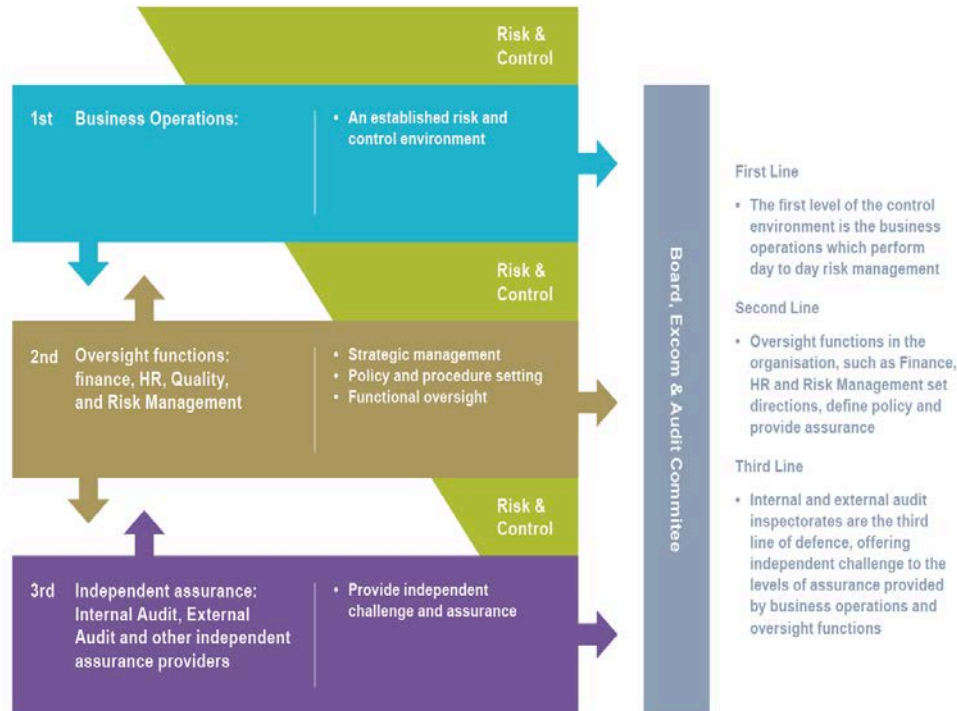 Risk &
Control
1st Business Operations:
• An established risk and
control environment
Risk &
Control
2nd Oversight functions:
finance, HR, Quality,
and Risk Management
• Strategic management
• Policy and procedure setting
• Functional oversight
Risk &
Control
3rd Independent assurance:
Internal Audit, External
Audit and other independent
assurance providers
• Provide independent
challenge and assurance
Board, Excom & Audit Commitee
First Line
• The first level of the control
environment is the business
operations which perform
day to day risk management
Second Line
• Oversight functions in the
organisation, such as Finance,
HR and Risk Management set
directions, define policy and
provide assurance
Third Line
• Internal and external audit
inspectorates are the third
line of defence, offering
independent challenge to the
levels of assurance provided
by business operations and
oversight functions